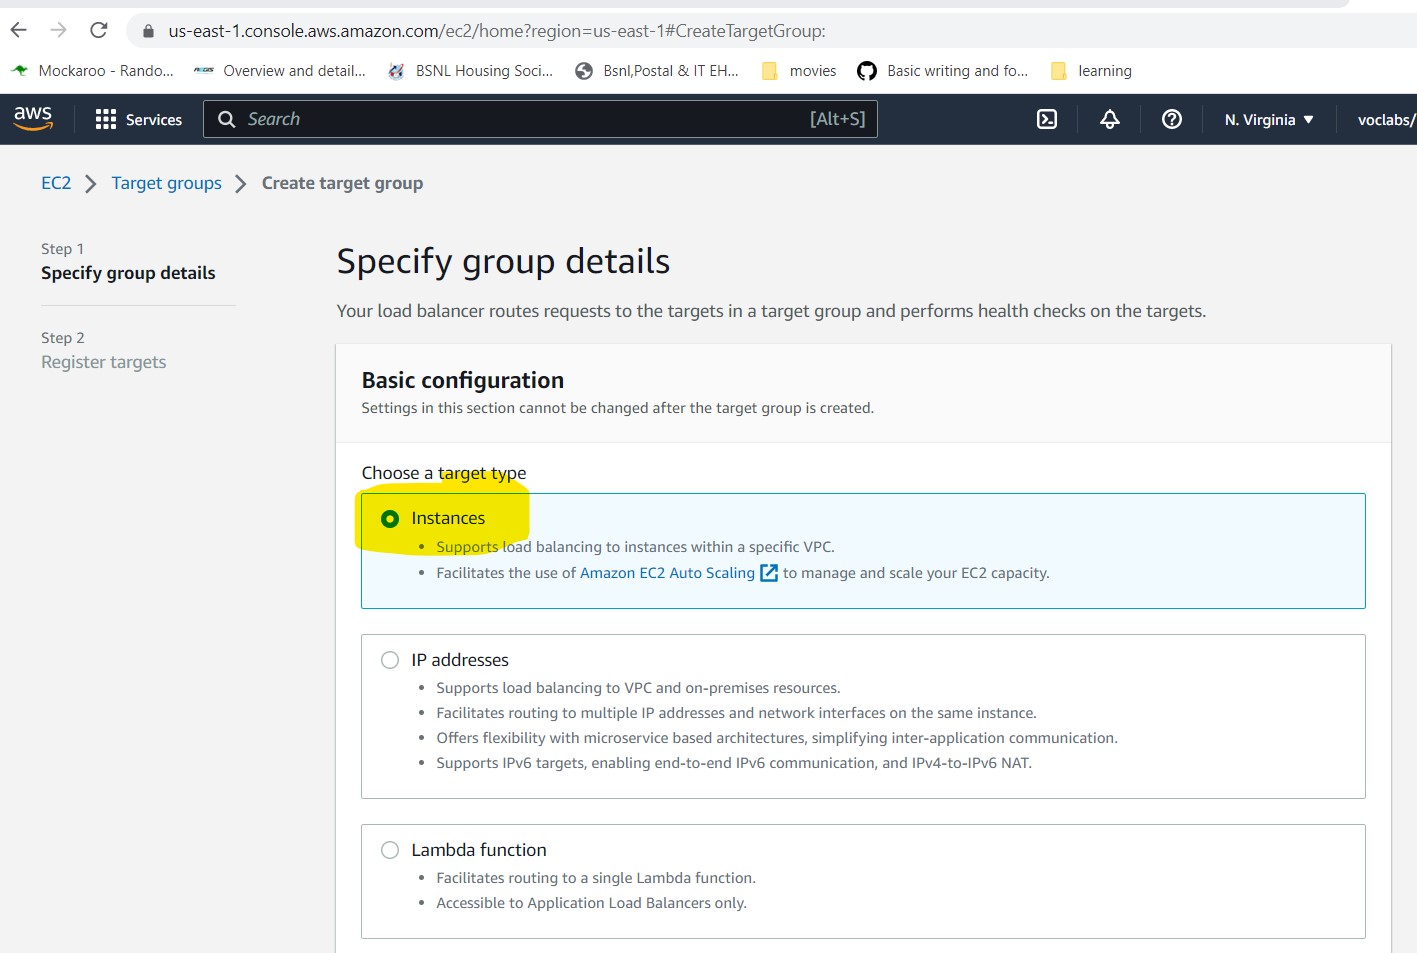 us-east-1.console.aws.amazon.com/ec2/home?region=us-east-1#CreateTargetGroup:
Mockaroo - Rando... Overview and detail... BSNL Housing Soci... Bsnl,Postal & IT EH... movies Basic writing and fo... learning
aws Services Search [Alt+S] N. Virginia voclabs/
EC2 Target groups Create target group
Step 1
Specify group details
Step 2
Register targets
Specify group details
Your load balancer routes requests to the targets in a target group and performs health checks on the targets.
Basic configuration
Settings in this section cannot be changed after the target group is created.
Choose a target type
Instances
• Supports load balancing to instances within a specific VPC.
• Facilitates the use of Amazon EC2 Auto Scaling to manage and scale your EC2 capacity.
IP addresses
• Supports load balancing to VPC and on-premises resources.
• Facilitates routing to multiple IP addresses and network interfaces on the same instance.
• Offers flexibility with microservice based architectures, simplifying inter-application communication.
• Supports IPv6 targets, enabling end-to-end IPv6 communication, and IPv4-to-IPv6 NAT.
Lambda function
• Facilitates routing to a single Lambda function.
• Accessible to Application Load Balancers only.